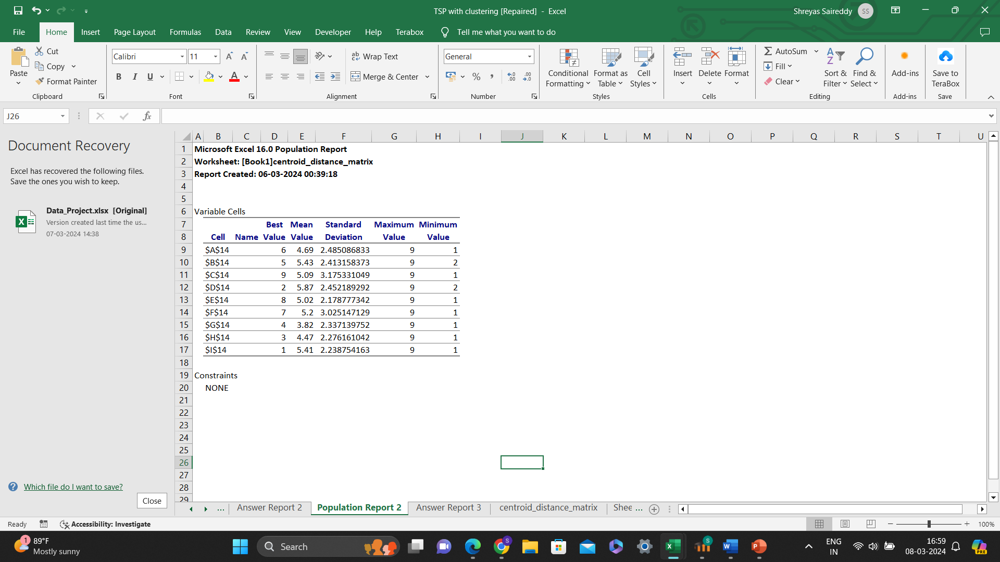 TSP with clustering [Repaired] - Excel
Shreyas Saireddy SS
File Home Insert Page Layout Formulas Data Review View Developer Help Terabox Tell me what you want to do
Paste
Cut
Copy
Format Painter
Clipboard
Calibri 11
B I U
Font
Wrap Text
Merge & Center
Alignment
General
%
Number
Conditional Formatting
Format as Table
Cell Styles
Styles
Insert Delete Format
Cells
AutoSum
Fill
Clear
Sort & Filter
Find & Select
Editing
Add-ins
Add-ins
Save to TeraBox
Save
J26
fx
Document Recovery
Excel has recovered the following files.
Save the ones you wish to keep.
Data_Project.xlsx [Original]
Version created last time the us...
07-03-2024 14:38
Which file do I want to save?
Close
A B C D E F G H I J K L M N O P Q R S T U
1 Microsoft Excel 16.0 Population Report
2 Worksheet: [Book1]centroid_distance_matrix
3 Report Created: 06-03-2024 00:39:18
4
5
6 Variable Cells
7 Best Mean Standard Maximum Minimum
8 Cell Name Value Value Deviation Value Value
9 $A$14 6 4.69 2.485086833 9 1
10 $B$14 5 5.43 2.413158373 9 2
11 $C$14 9 5.09 3.175331049 9 1
12 $D$14 2 5.87 2.452189292 9 2
13 $E$14 8 5.02 2.178777342 9 1
14 $F$14 7 5.2 3.025147129 9 1
15 $G$14 4 3.82 2.337139752 9 1
16 $H$14 3 4.47 2.276161042 9 1
17 $I$14 1 5.41 2.238754163 9 1
18
19 Constraints
20 NONE
21
22
23
24
25
26
27
28
29
... Answer Report 2 Population Report 2 Answer Report 3 centroid_distance_matrix Shee ...
Ready Accessibility: Investigate 100%
1 89°F
Mostly sunny
Search
ENG
IN
16:59
08-03-2024
PRE